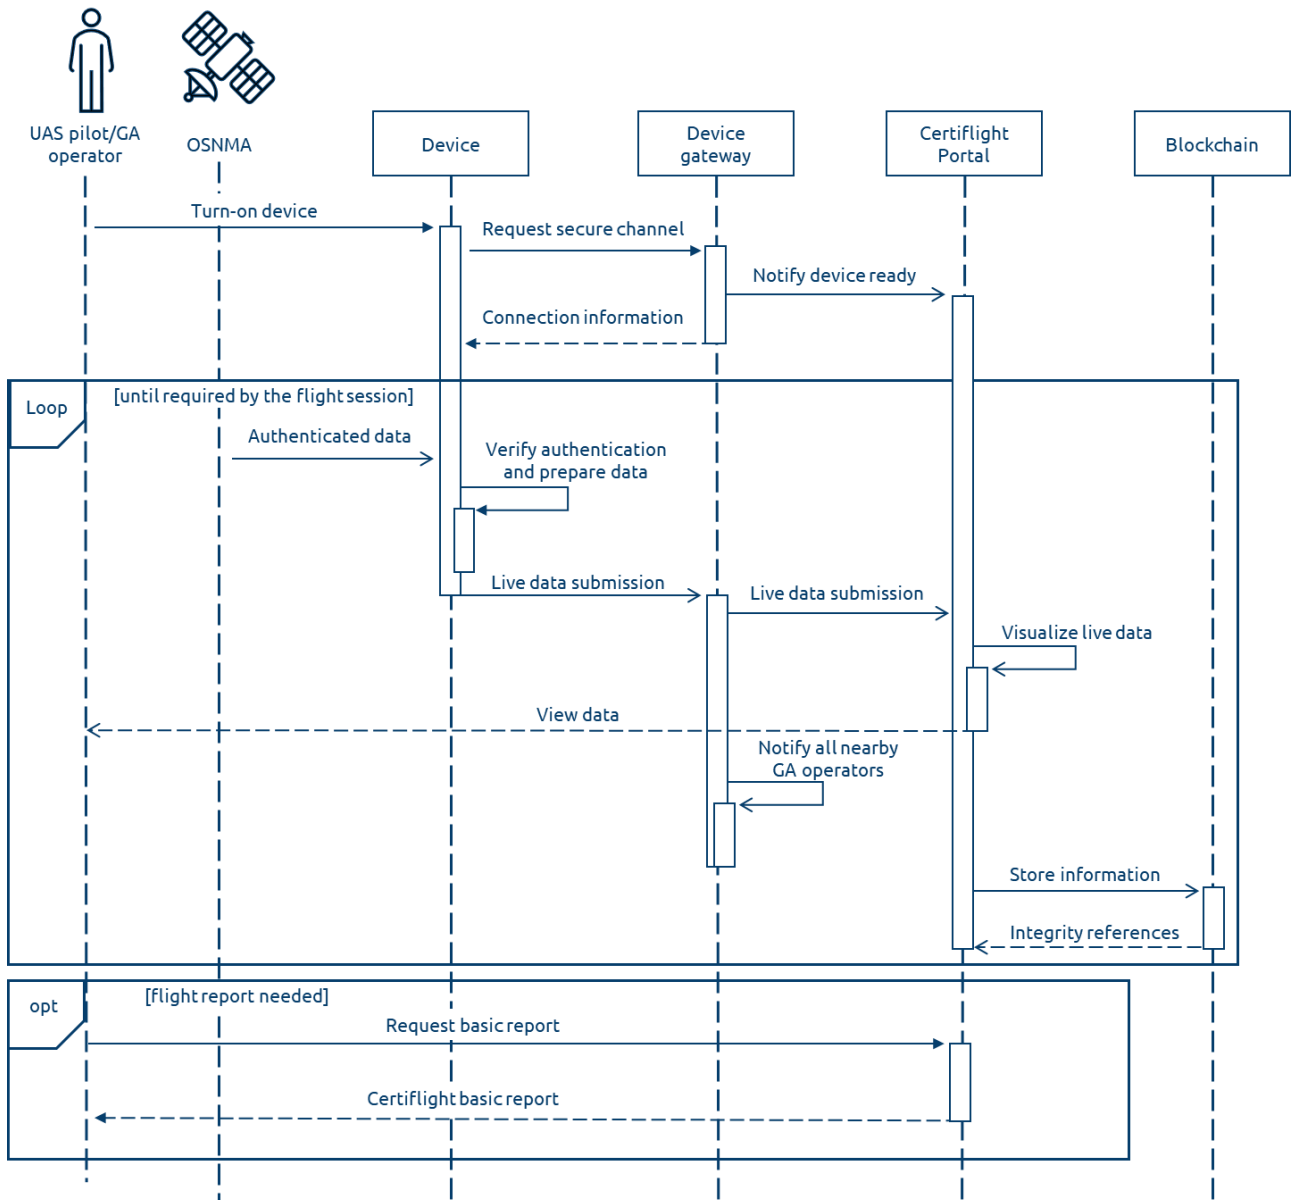 UAS pilot/GA
operator
OSNMA
Device
Device
gateway
Certiflight
Portal
Blockchain
Turn-on device
Request secure channel
Notify device ready
Connection information
Loop
[until required by the flight session]
Authenticated data
Verify authentication
and prepare data
Live data submission
Live data submission
Visualize live data
View data
Notify all nearby
GA operators
Store information
Integrity references
opt
[flight report needed]
Request basic report
Certiflight basic report